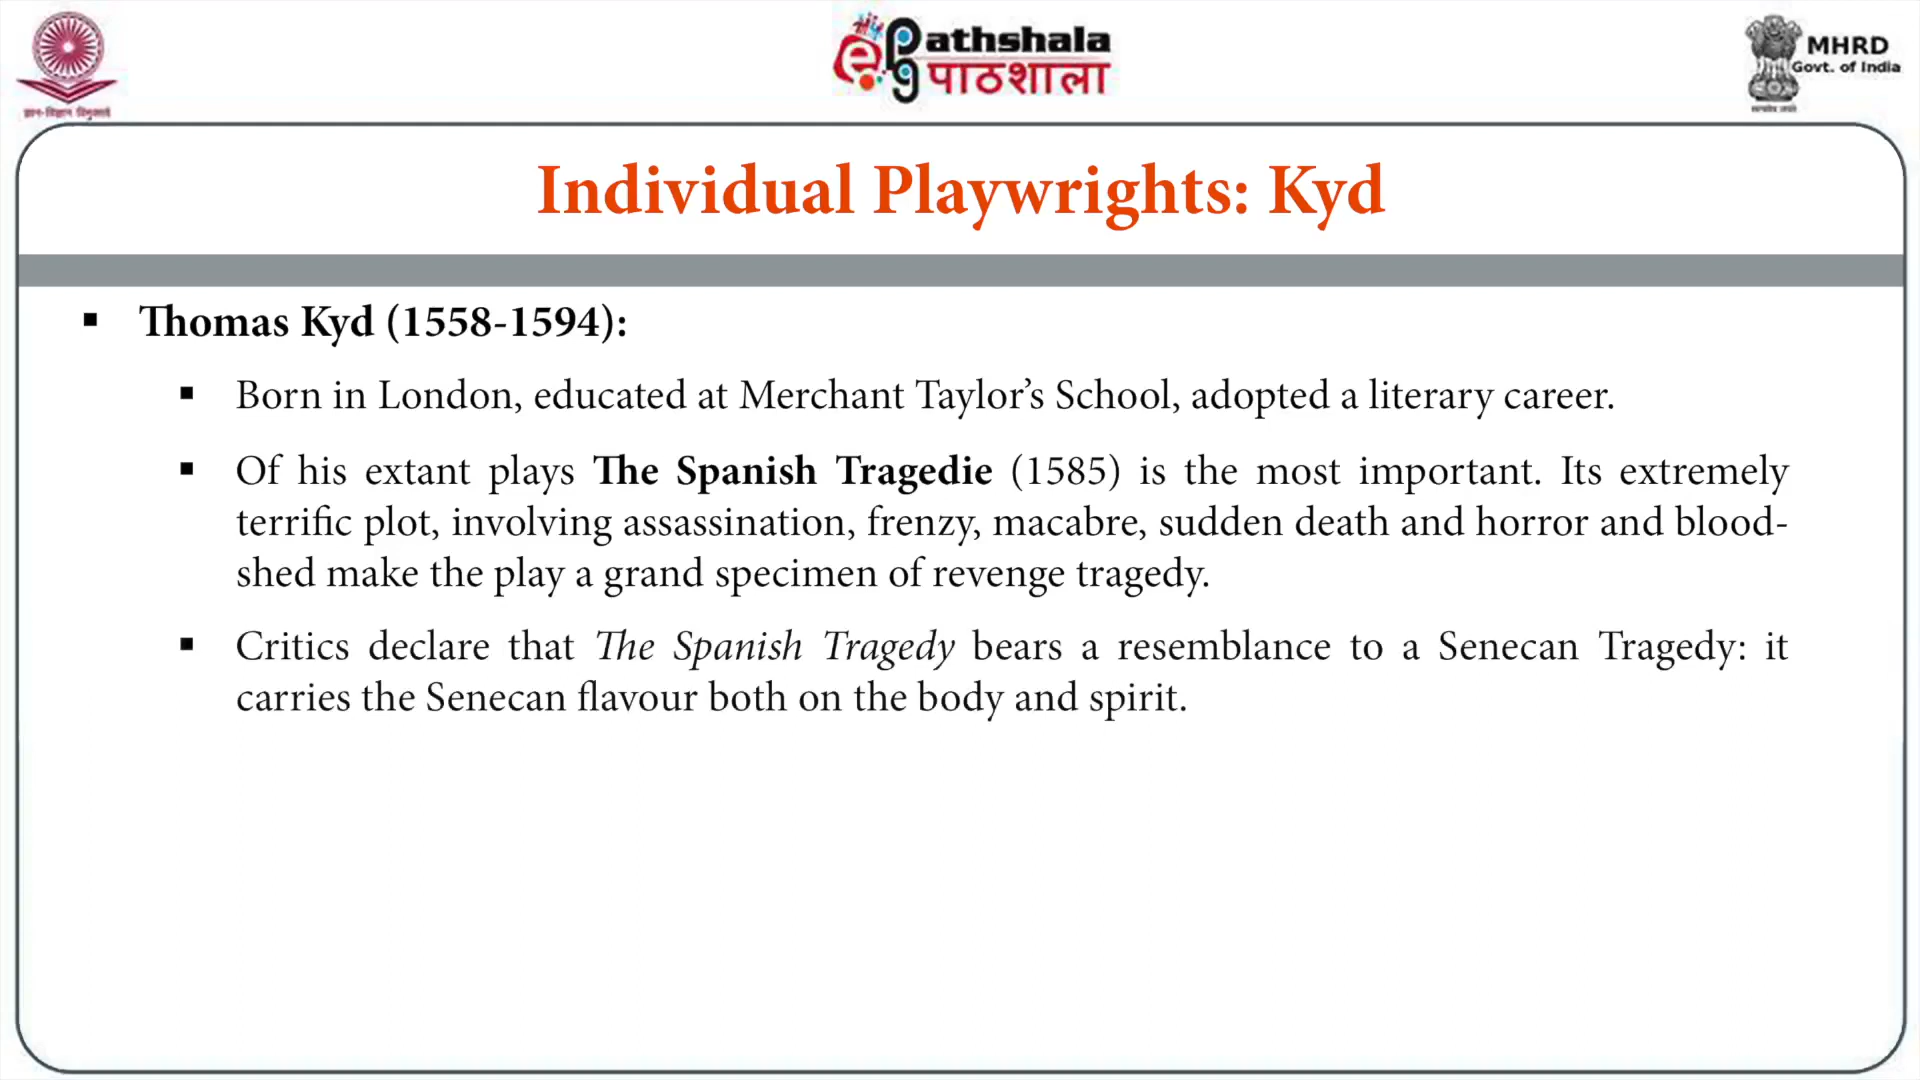 Pathshala
पाठशाला
MHRD
Govt. of India
Individual Playwrights: Kyd
▪ Thomas Kyd (1558-1594):
▪ Born in London, educated at Merchant Taylor’s School, adopted a literary career.
▪ Of his extant plays The Spanish Tragedie (1585) is the most important. Its extremely
terrific plot, involving assassination, frenzy, macabre, sudden death and horror and blood-
shed make the play a grand specimen of revenge tragedy.
▪ Critics declare that The Spanish Tragedy bears a resemblance to a Senecan Tragedy: it
carries the Senecan flavour both on the body and spirit.